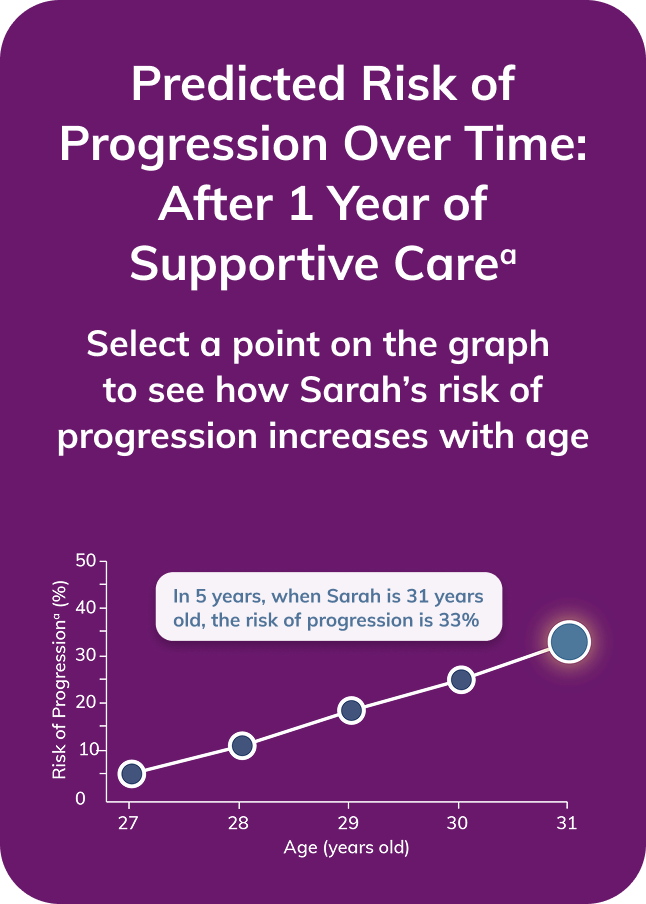 Predicted Risk of
Progression Over Time:
After 1 Year of
Supportive Careᵃ
Select a point on the graph
to see how Sarah’s risk of
progression increases with age
50
40
30
20
10
0
Risk of Progressionᵃ (%)
In 5 years, when Sarah is 31 years
old, the risk of progression is 33%
27 28 29 30 31
Age (years old)